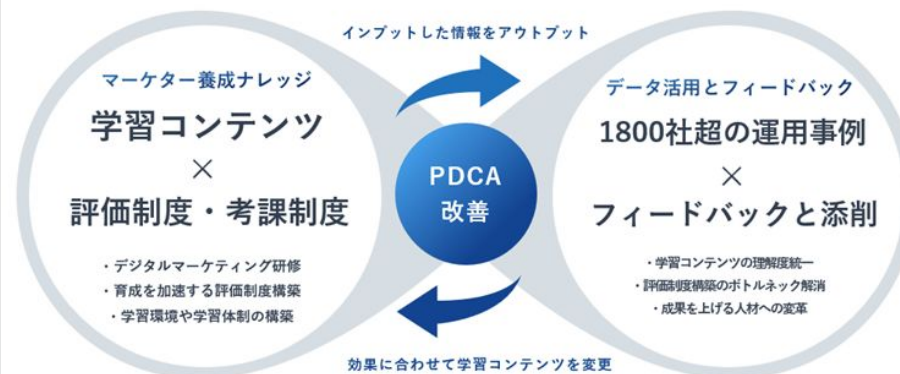 インプットした情報をアウトプット
マーケター養成ナレッジ
学習コンテンツ
×
評価制度・考課制度
・デジタルマーケティング研修
・育成を加速する評価制度構築
・学習環境や学習体制の構築
PDCA
改善
データ活用とフィードバック
1800社超の運用事例
×
フィードバックと添削
・学習コンテンツの理解度統一
・評価制度構築のボトルネック解消
・成果を上げる人材への変革
効果に合わせて学習コンテンツを変更